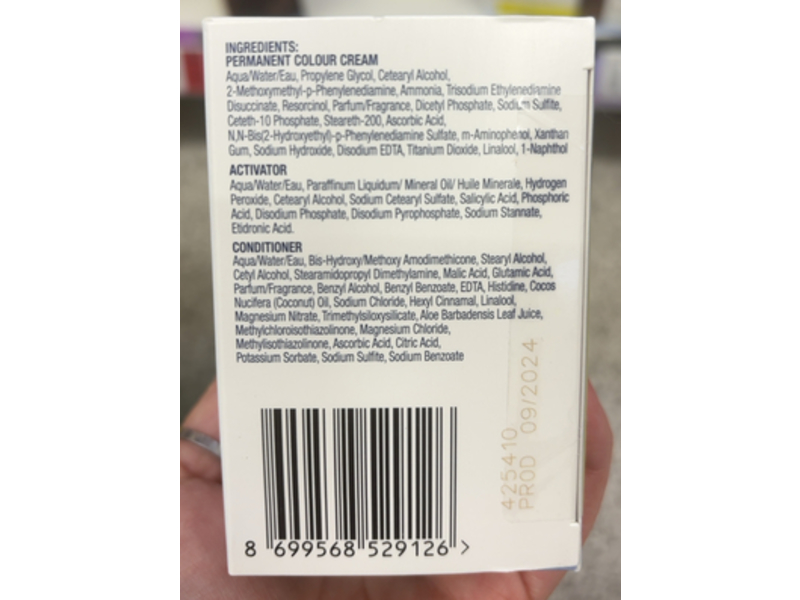 INGREDIENTS:
PERMANENT COLOUR CREAM
Aqua/Water/Eau, Propylene Glycol, Cetearyl Alcohol,
2-Methoxymethyl-p-Phenylenediamine, Ammonia, Trisodium Ethylenediamine
Disuccinate, Resorcinol, Parfum/Fragrance, Dicetyl Phosphate, Sodium Sulfite,
Ceteth-10 Phosphate, Steareth-200, Ascorbic Acid,
N,N-Bis(2-Hydroxyethyl)-p-Phenylenediamine Sulfate, m-Aminophenol, Xanthan
Gum, Sodium Hydroxide, Disodium EDTA, Titanium Dioxide, Linalool, 1-Naphthol
ACTIVATOR
Aqua/Water/Eau, Paraffinum Liquidum/ Mineral Oil/ Huile Minerale, Hydrogen
Peroxide, Cetearyl Alcohol, Sodium Cetearyl Sulfate, Salicylic Acid, Phosphoric
Acid, Disodium Phosphate, Disodium Pyrophosphate, Sodium Stannate,
Etidronic Acid.
CONDITIONER
Aqua/Water/Eau, Bis-Hydroxy/Methoxy Amodimethicone, Stearyl Alcohol,
Cetyl Alcohol, Stearamidopropyl Dimethylamine, Malic Acid, Glutamic Acid,
Parfum/Fragrance, Benzyl Alcohol, Benzyl Benzoate, EDTA, Histidine, Cocos
Nucifera (Coconut) Oil, Sodium Chloride, Hexyl Cinnamal, Linalool,
Magnesium Nitrate, Trimethylsiloxysilicate, Aloe Barbadensis Leaf Juice,
Methylchloroisothiazolinone, Magnesium Chloride,
Methylisothiazolinone, Ascorbic Acid, Citric Acid,
Potassium Sorbate, Sodium Sulfite, Sodium Benzoate
425410
PROD 09/2024
8 699568 529126 >